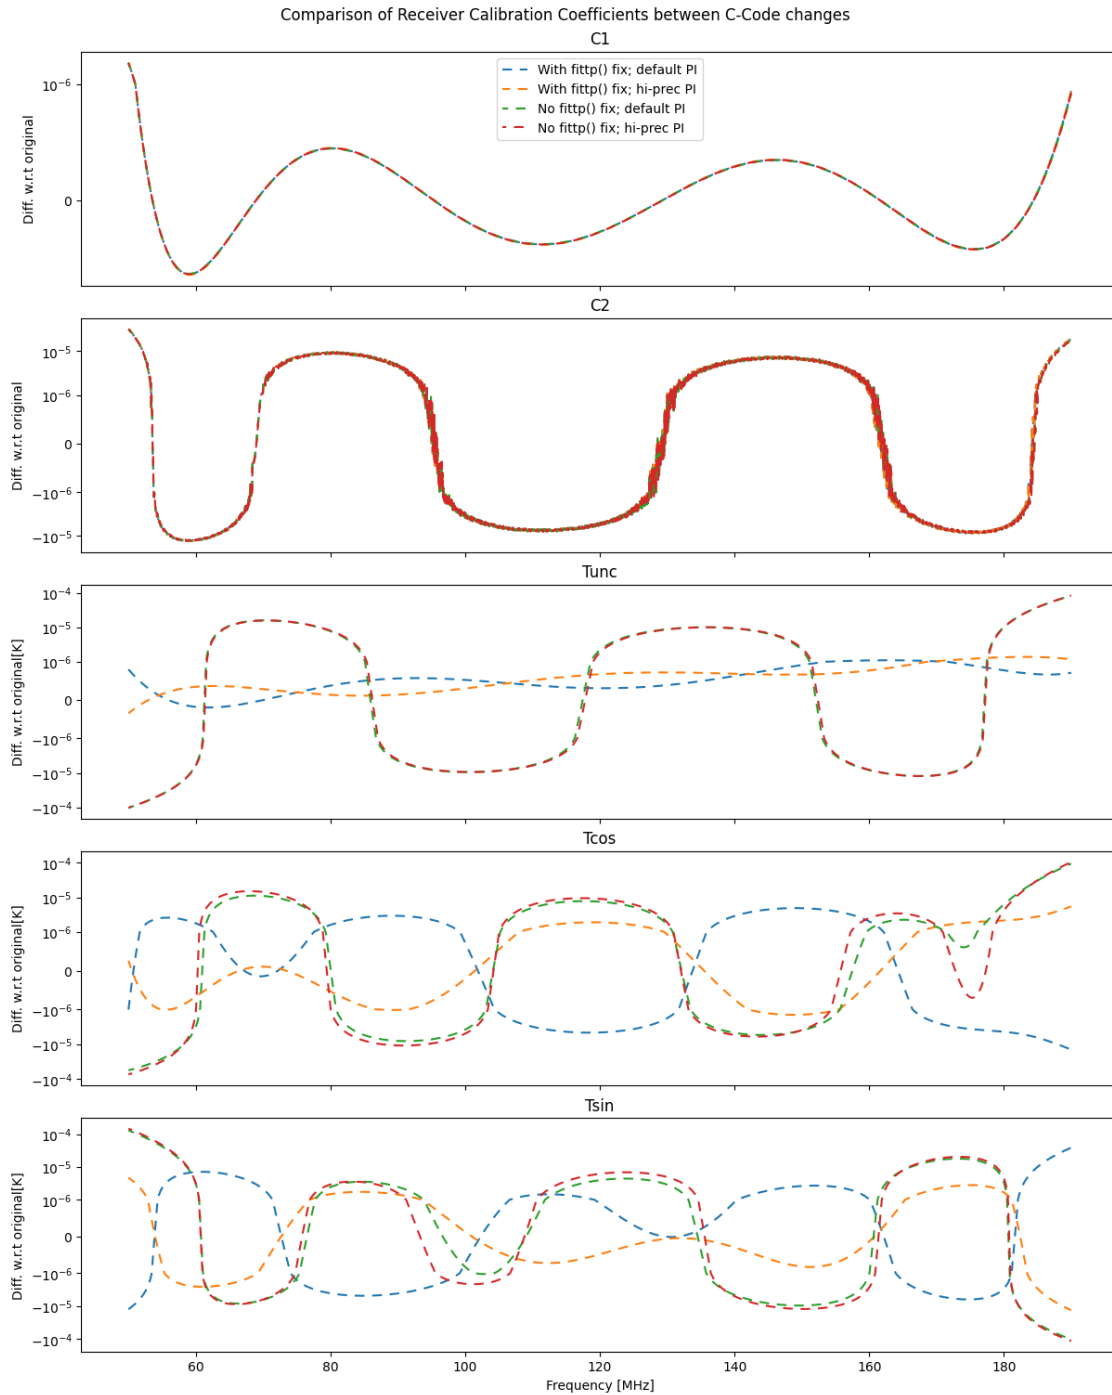 Comparison of Receiver Calibration Coefficients between C-Code changes
C1
With fittp() fix; default PI
With fittp() fix; hi-prec PI
No fittp() fix; default PI
No fittp() fix; hi-prec PI
Diff. w.r.t original
10⁻⁶
0
C2
Diff. w.r.t original
10⁻⁵
10⁻⁶
0
−10⁻⁶
−10⁻⁵
Tunc
Diff. w.r.t original[K]
10⁻⁴
10⁻⁵
10⁻⁶
0
−10⁻⁶
−10⁻⁵
−10⁻⁴
Tcos
Diff. w.r.t original[K]
10⁻⁴
10⁻⁵
10⁻⁶
0
−10⁻⁶
−10⁻⁵
−10⁻⁴
Tsin
Diff. w.r.t original[K]
10⁻⁴
10⁻⁵
10⁻⁶
0
−10⁻⁶
−10⁻⁵
−10⁻⁴
60 80 100 120 140 160 180
Frequency [MHz]